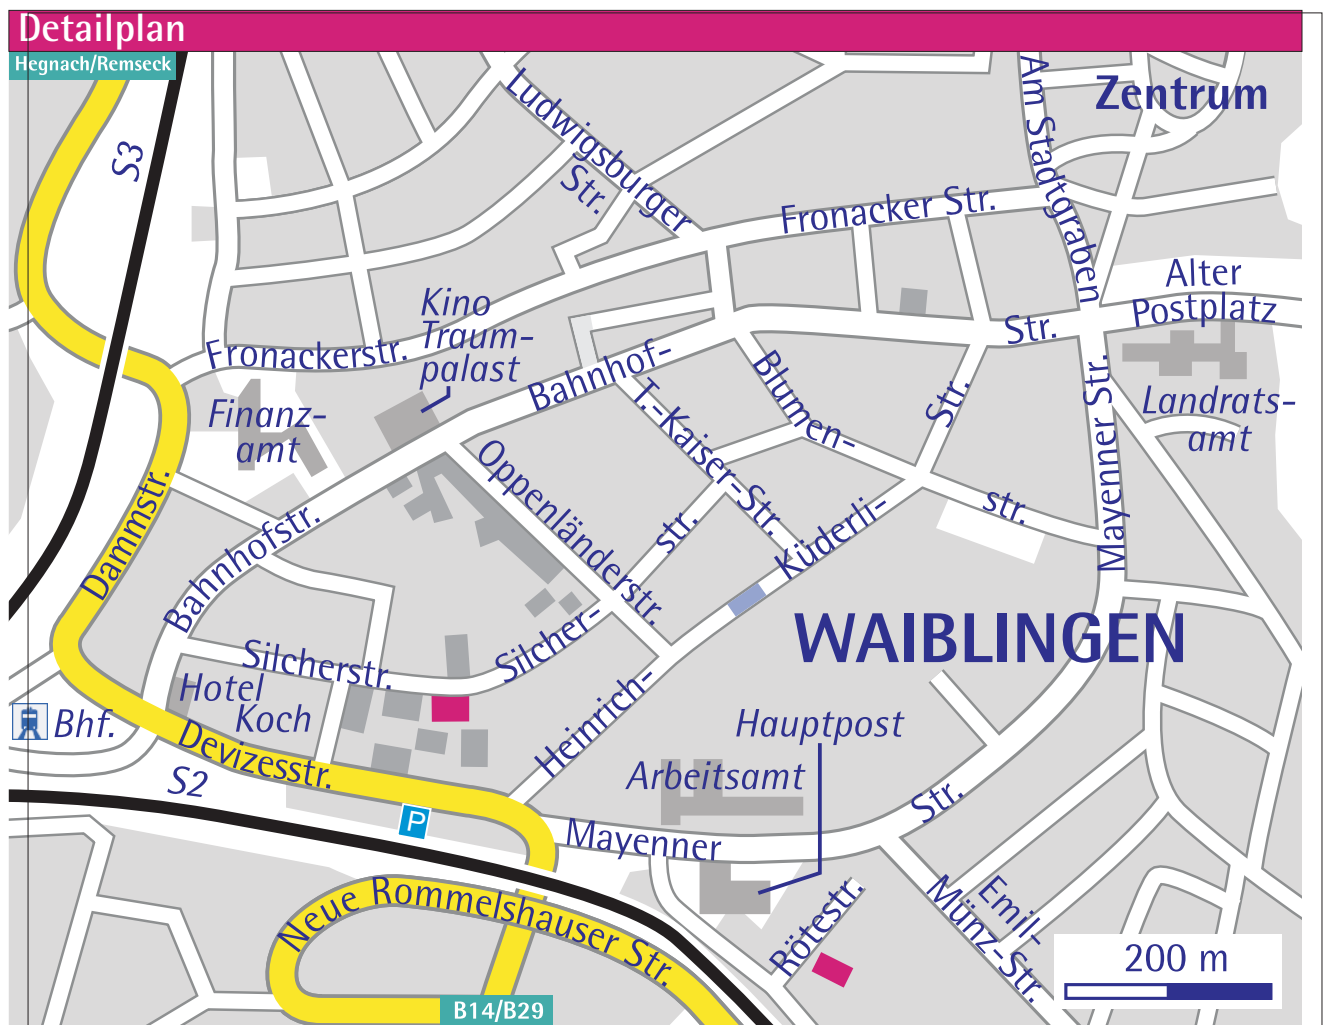 Detailplan
Hegnach/Remseck
Zentrum
Ludwigsburger
Str.
Am Stadtgraben
S3
Fronacker Str.
Alter
Postplatz
Kino
Traum-
palast
Str.
Fronackerstr.
Bahnhof-
Blumen-
str.
T.-Kaiser-Str.
Str.
Mayenner Str.
Landrats-
amt
Finanz-
amt
Oppenländerstr.
str.
Küderli-
Dammstr.
Bahnhofstr.
WAIBLINGEN
Silcherstr.
Silcher-
Hotel
Koch
Heinrich-
Bhf.
Devizesstr.
Hauptpost
Arbeitsamt
S2
P
Mayenner
Str.
Neue Rommelshauser Str.
Rötestr.
Emil-
Münz-Str.
200 m
B14/B29